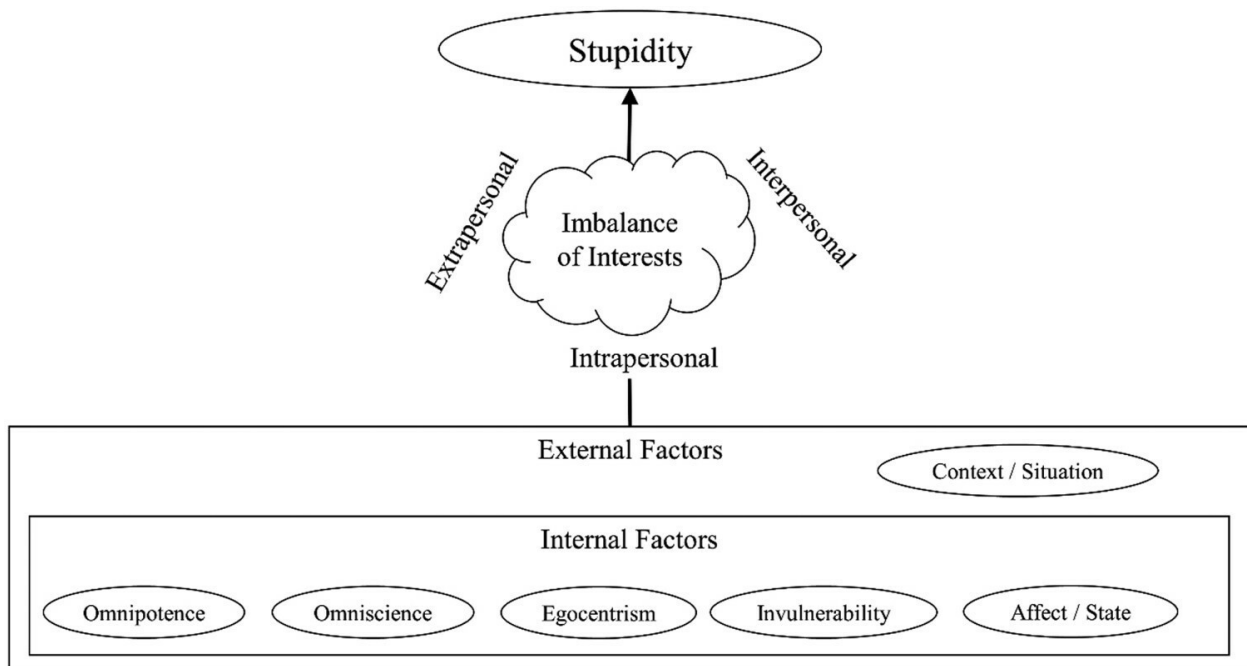 Stupidity
Extrapersonal
Interpersonal
Imbalance
of Interests
Intrapersonal
External Factors
Context / Situation
Internal Factors
Omnipotence
Omniscience
Egocentrism
Invulnerability
Affect / State